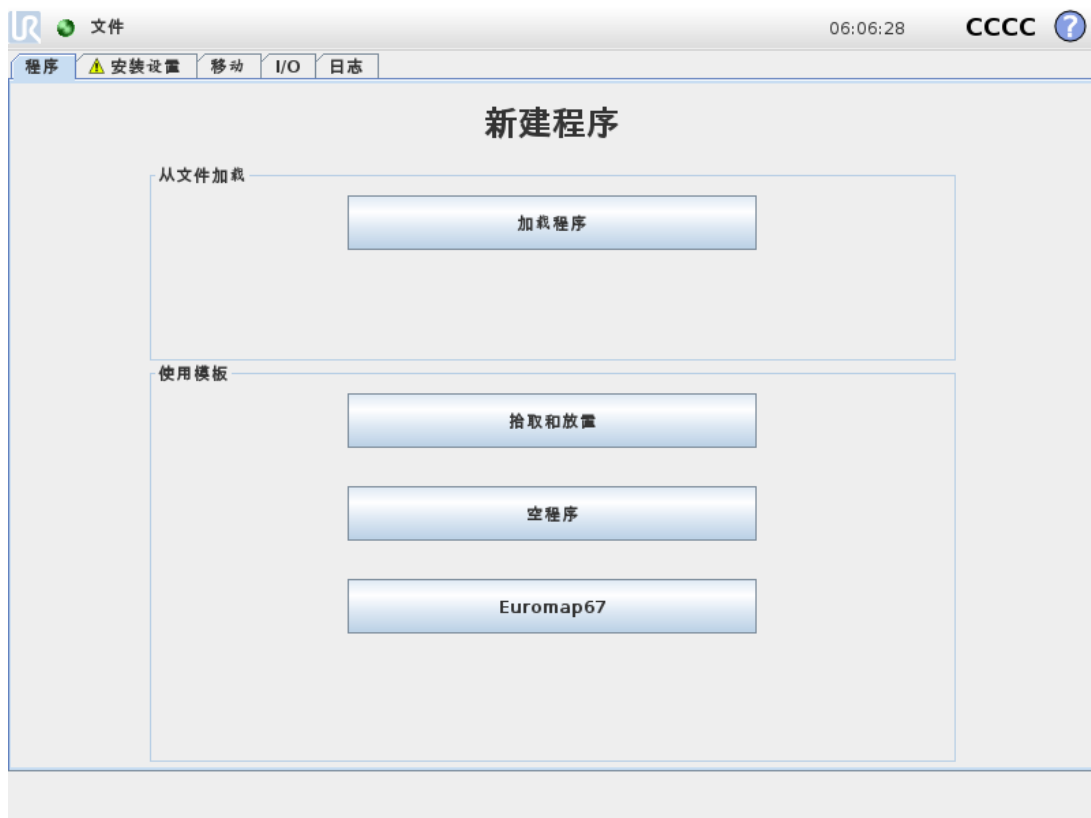 UR 文件 06:06:28 CCCC ?
程序 安装设置 移动 I/O 日志
新建程序
从文件加载
加载程序
使用模板
拾取和放置
空程序
Euromap67